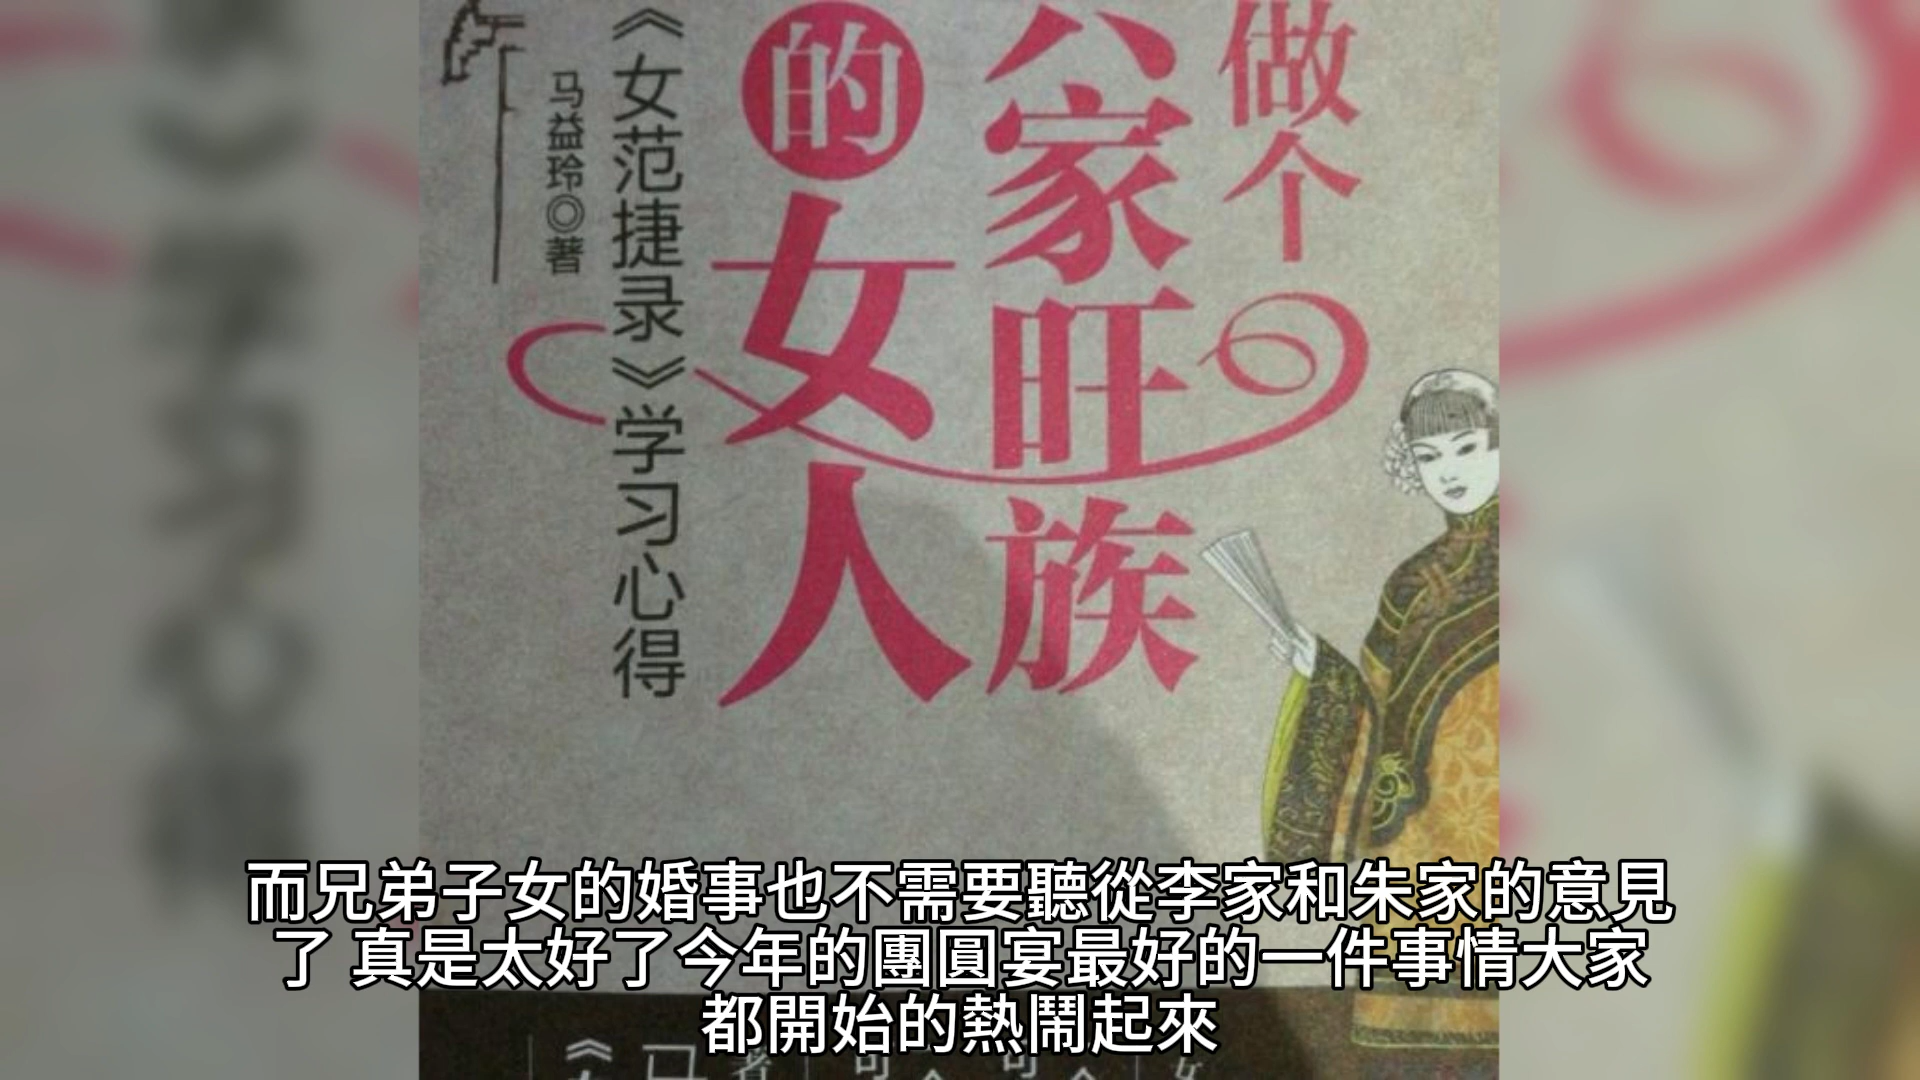 做个
家旺族
的女人
《女范捷录》学习心得
马益玲◎著
而兄弟子女的婚事也不需要聽從李家和朱家的意見
了 真是太好了今年的團圓宴最好的一件事情大家
都開始的熱鬧起來